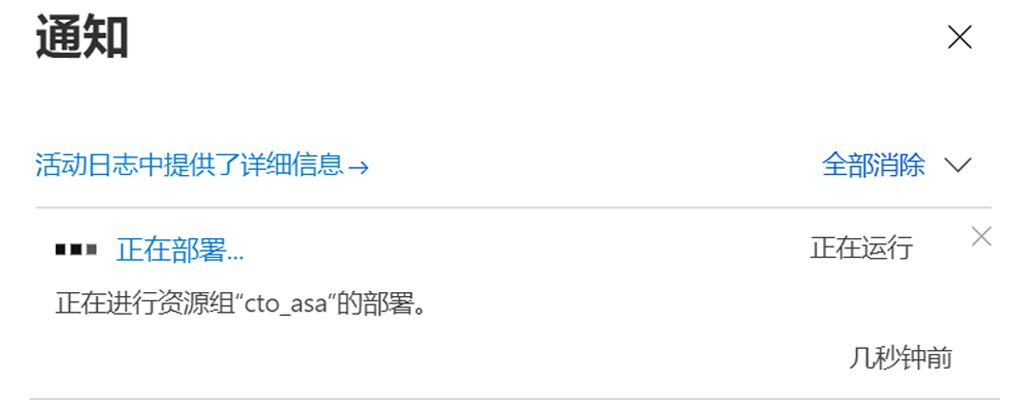 通知
活动日志中提供了详细信息→ 全部消除
正在部署... 正在运行
正在进行资源组“cto_asa”的部署。
几秒钟前